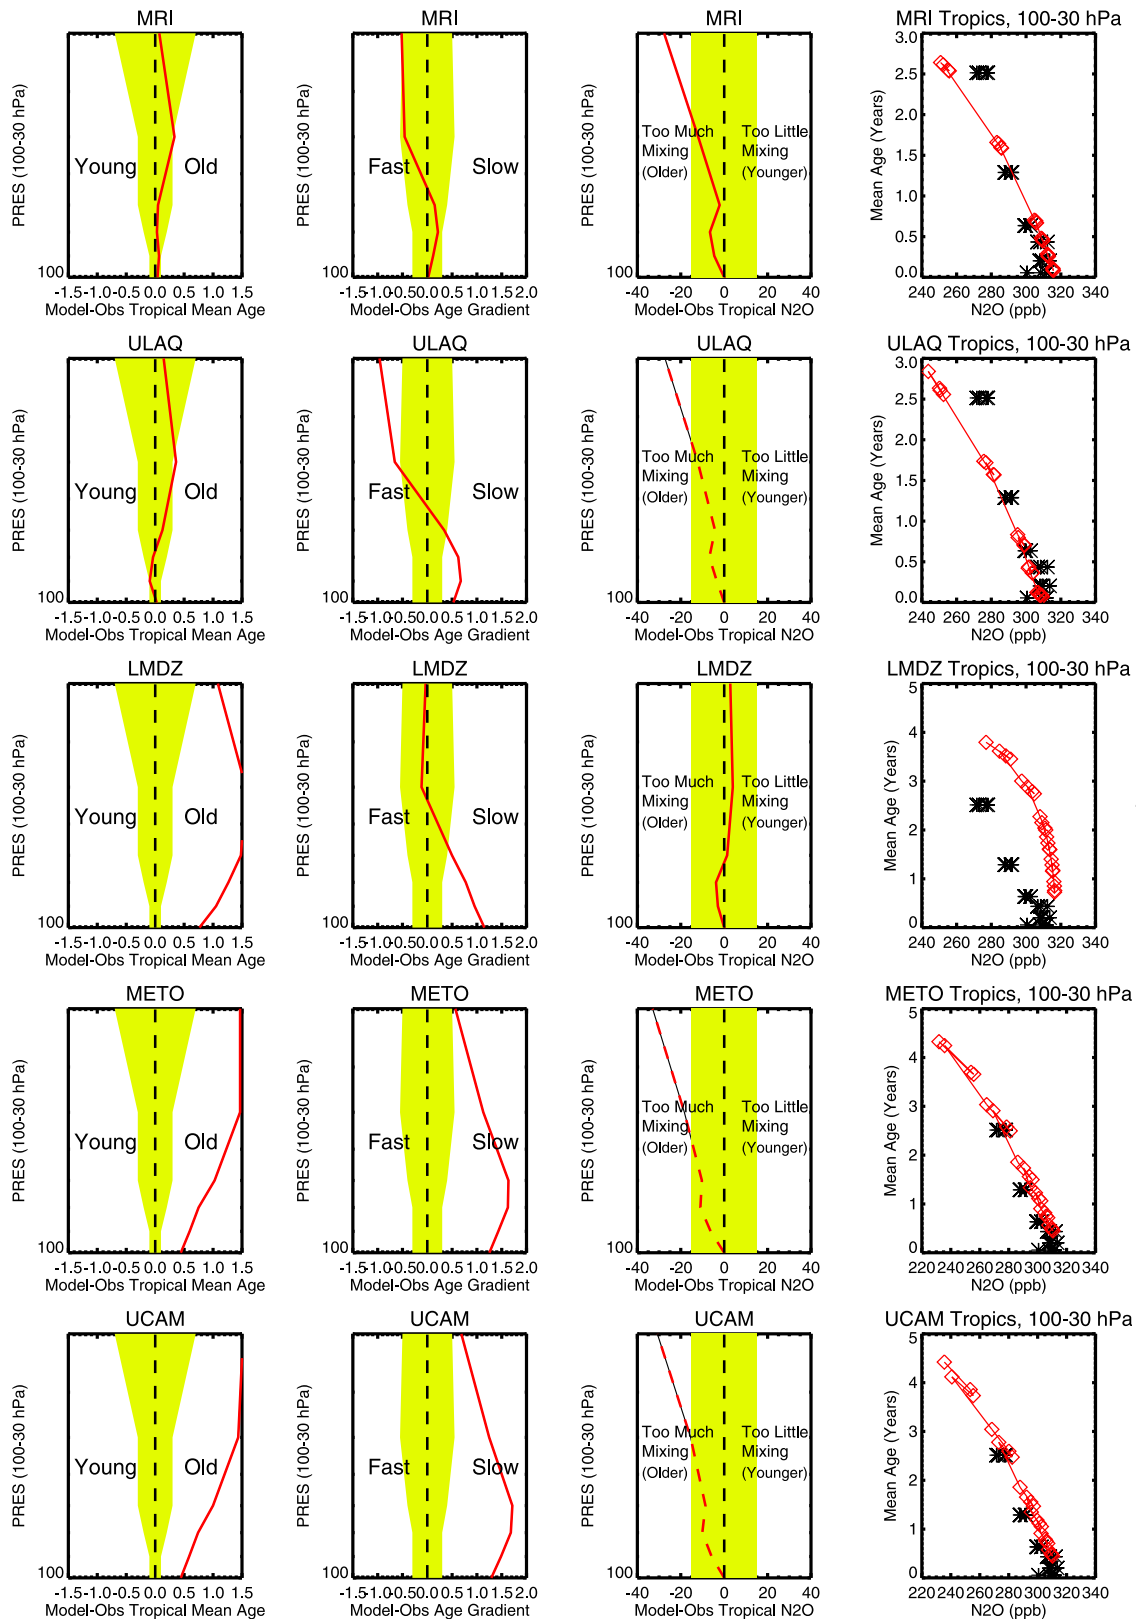 MRI
MRI
MRI
MRI Tropics, 100-30 hPa
PRES (100-30 hPa)
Young
Old
100
-1.5-1.0-0.5 0.0 0.5 1.0 1.5
Model-Obs Tropical Mean Age
PRES (100-30 hPa)
Fast
Slow
-1.5-1.0-0.50.0 0.5 1.0 1.52.0
Model-Obs Age Gradient
PRES (100-30 hPa)
Too Much
Mixing
(Older)
Too Little
Mixing
(Younger)
100
-40 -20 0 20 40
Model-Obs Tropical N2O
Mean Age (Years)
3.0
2.5
2.0
1.5
1.0
0.5
0.0
240 260 280 300 320 340
N2O (ppb)
ULAQ
ULAQ
ULAQ
ULAQ Tropics, 100-30 hPa
PRES (100-30 hPa)
Young
Old
100
-1.5-1.0-0.5 0.0 0.5 1.0 1.5
Model-Obs Tropical Mean Age
PRES (100-30 hPa)
Fast
Slow
-1.5-1.0-0.50.0 0.5 1.0 1.52.0
Model-Obs Age Gradient
PRES (100-30 hPa)
Too Much
Mixing
(Older)
Too Little
Mixing
(Younger)
100
-40 -20 0 20 40
Model-Obs Tropical N2O
Mean Age (Years)
3.0
2.5
2.0
1.5
1.0
0.5
0.0
240 260 280 300 320 340
N2O (ppb)
LMDZ
LMDZ
LMDZ
LMDZ Tropics, 100-30 hPa
PRES (100-30 hPa)
Young
Old
100
-1.5-1.0-0.5 0.0 0.5 1.0 1.5
Model-Obs Tropical Mean Age
PRES (100-30 hPa)
Fast
Slow
-1.5-1.0-0.50.0 0.5 1.0 1.52.0
Model-Obs Age Gradient
PRES (100-30 hPa)
Too Much
Mixing
(Older)
Too Little
Mixing
(Younger)
100
-40 -20 0 20 40
Model-Obs Tropical N2O
Mean Age (Years)
5
4
3
2
1
0
240 260 280 300 320 340
N2O (ppb)
METO
METO
METO
METO Tropics, 100-30 hPa
PRES (100-30 hPa)
Young
Old
100
-1.5-1.0-0.5 0.0 0.5 1.0 1.5
Model-Obs Tropical Mean Age
PRES (100-30 hPa)
Fast
Slow
-1.5-1.0-0.50.0 0.5 1.0 1.52.0
Model-Obs Age Gradient
PRES (100-30 hPa)
Too Much
Mixing
(Older)
Too Little
Mixing
(Younger)
100
-40 -20 0 20 40
Model-Obs Tropical N2O
Mean Age (Years)
5
4
3
2
1
0
220 240260 280 300320 340
N2O (ppb)
UCAM
UCAM
UCAM
UCAM Tropics, 100-30 hPa
PRES (100-30 hPa)
Young
Old
100
-1.5-1.0-0.5 0.0 0.5 1.0 1.5
Model-Obs Tropical Mean Age
PRES (100-30 hPa)
Fast
Slow
-1.5-1.0-0.50.0 0.5 1.0 1.52.0
Model-Obs Age Gradient
PRES (100-30 hPa)
Too Much
Mixing
(Older)
Too Little
Mixing
(Younger)
100
-40 -20 0 20 40
Model-Obs Tropical N2O
Mean Age (Years)
5
4
3
2
1
0
220 240260 280 300320 340
N2O (ppb)